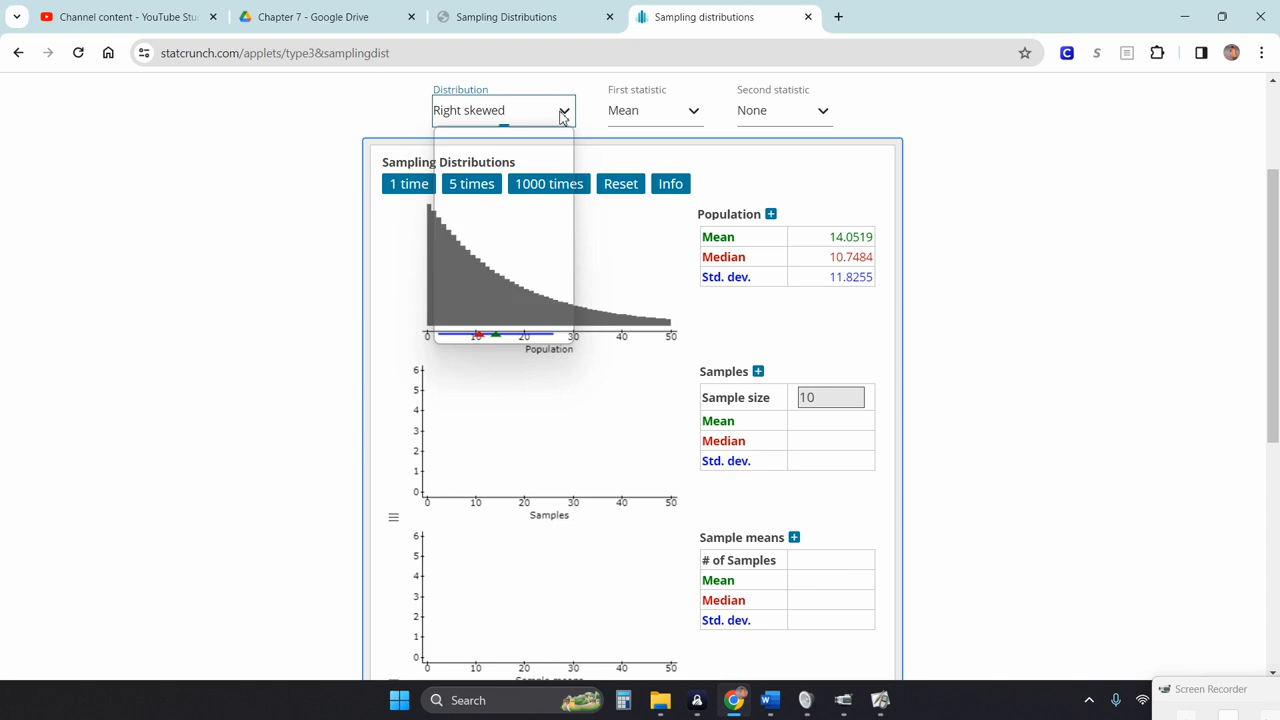 Channel content - YouTube Stu
Chapter 7 - Google Drive
Sampling Distributions
Sampling distributions
statcrunch.com/applets/type3&samplingdist
Distribution
First statistic
Second statistic
Right skewed
Mean
None
Sampling Distributions
1 time
5 times
1000 times
Reset
Info
0 10 20 30 40 50
Population
Population
Mean 14.0519
Median 10.7484
Std. dev. 11.8255
6
5
4
3
2
1
0
0 10 20 30 40 50
Samples
Samples
Sample size 10
Mean
Median
Std. dev.
6
5
4
3
2
1
0
0 10 20 30 40 50
Sample means
Sample means
# of Samples
Mean
Median
Std. dev.
Search
Screen Recorder